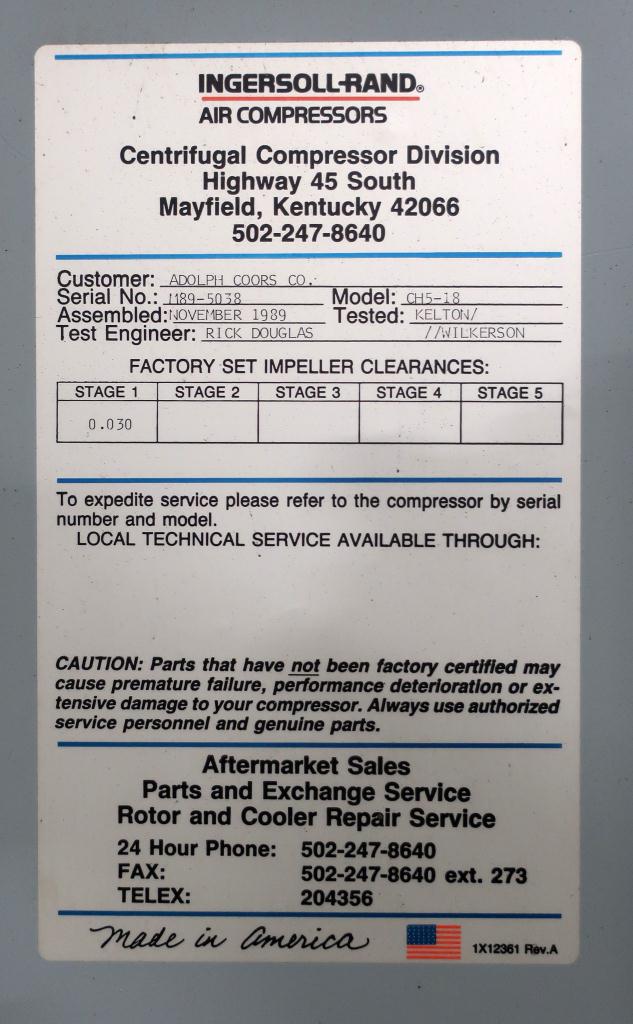 INGERSOLL-RAND®
AIR COMPRESSORS
Centrifugal Compressor Division
Highway 45 South
Mayfield, Kentucky 42066
502-247-8640
Customer: ADOLPH COORS CO.
Serial No.: M89-5038 Model: CH5-18
Assembled: NOVEMBER 1989 Tested: KELTON/
Test Engineer: RICK DOUGLAS //WILKERSON
FACTORY SET IMPELLER CLEARANCES:
STAGE 1 STAGE 2 STAGE 3 STAGE 4 STAGE 5
0.030
To expedite service please refer to the compressor by serial
number and model.
LOCAL TECHNICAL SERVICE AVAILABLE THROUGH:
CAUTION: Parts that have not been factory certified may
cause premature failure, performance deterioration or ex-
tensive damage to your compressor. Always use authorized
service personnel and genuine parts.
Aftermarket Sales
Parts and Exchange Service
Rotor and Cooler Repair Service
24 Hour Phone: 502-247-8640
FAX: 502-247-8640 ext. 273
TELEX: 204356
Made in America
1X12361 Rev.A